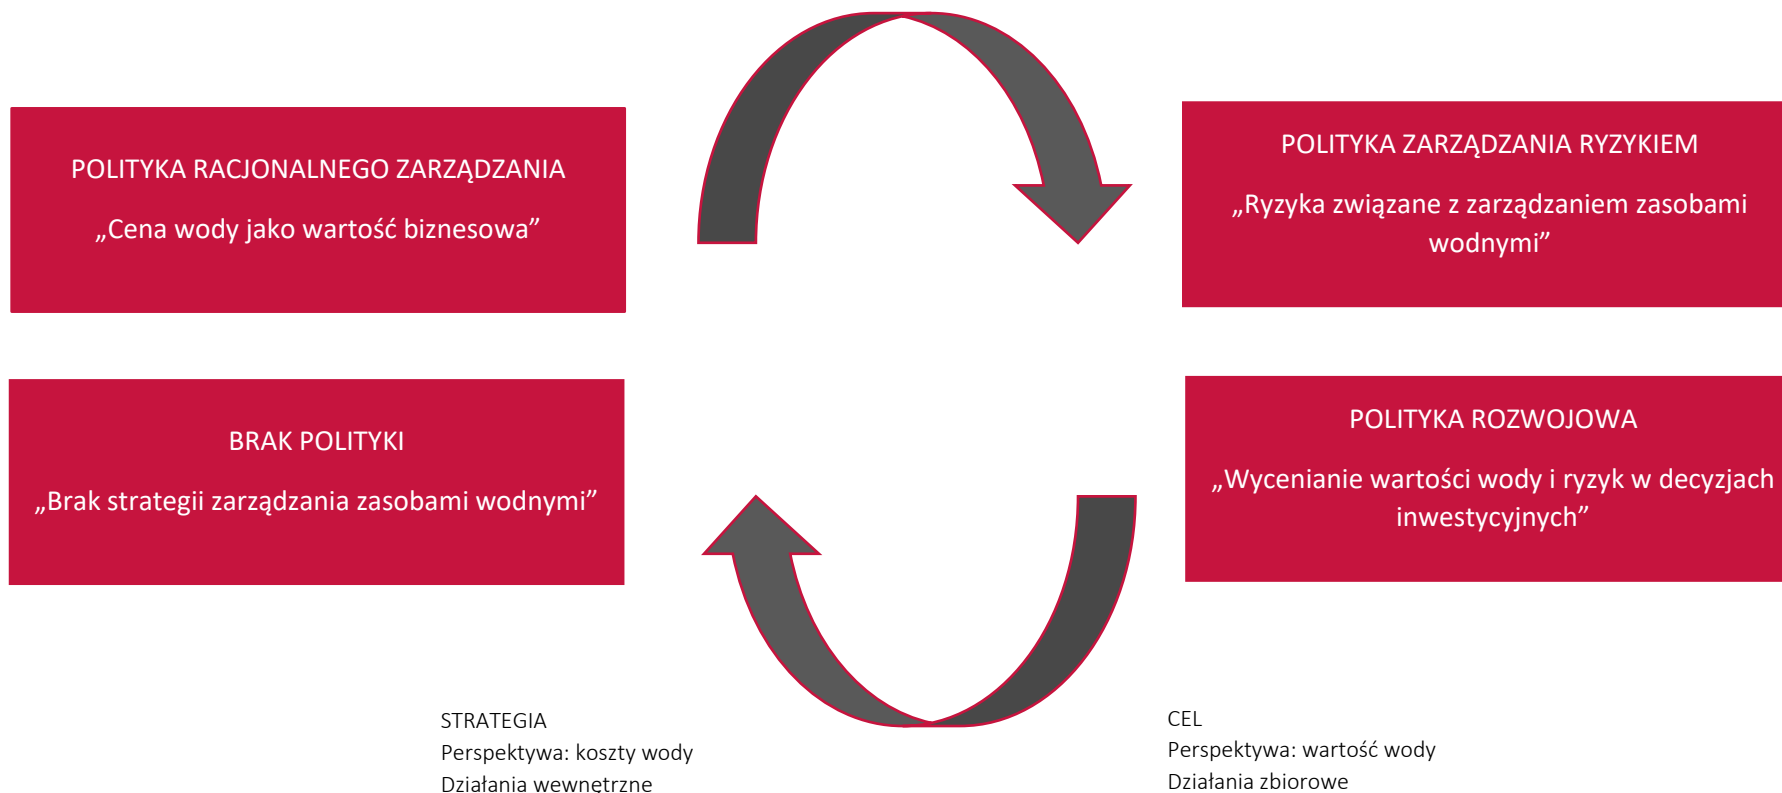 POLITYKA RACJONALNEGO ZARZĄDZANIA
„Cena wody jako wartość biznesowa”
POLITYKA ZARZĄDZANIA RYZYKIEM
„Ryzyka związane z zarządzaniem zasobami
wodnymi”
BRAK POLITYKI
„Brak strategii zarządzania zasobami wodnymi”
POLITYKA ROZWOJOWA
„Wycenianie wartości wody i ryzyk w decyzjach
inwestycyjnych”
STRATEGIA
Perspektywa: koszty wody
Działania wewnętrzne
CEL
Perspektywa: wartość wody
Działania zbiorowe